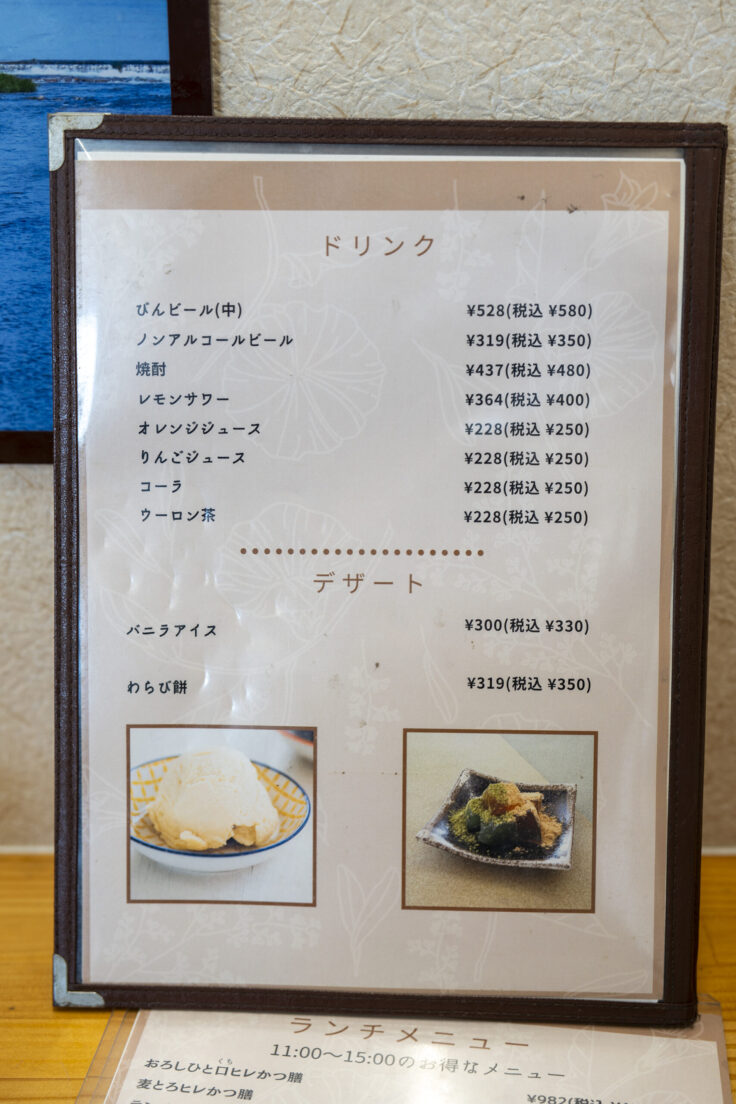 ドリンク
びんビール(中) ¥528(税込 ¥580)
ノンアルコールビール ¥319(税込 ¥350)
焼酎 ¥437(税込 ¥480)
レモンサワー ¥364(税込 ¥400)
オレンジジュース ¥228(税込 ¥250)
りんごジュース ¥228(税込 ¥250)
コーラ ¥228(税込 ¥250)
ウーロン茶 ¥228(税込 ¥250)
デザート
バニラアイス ¥300(税込 ¥330)
わらび餅 ¥319(税込 ¥350)
ランチメニュー
11:00〜15:00のお得なメニュー
くち
おろしひと口ヒレかつ膳
麦とろヒレかつ膳 ¥982(税込